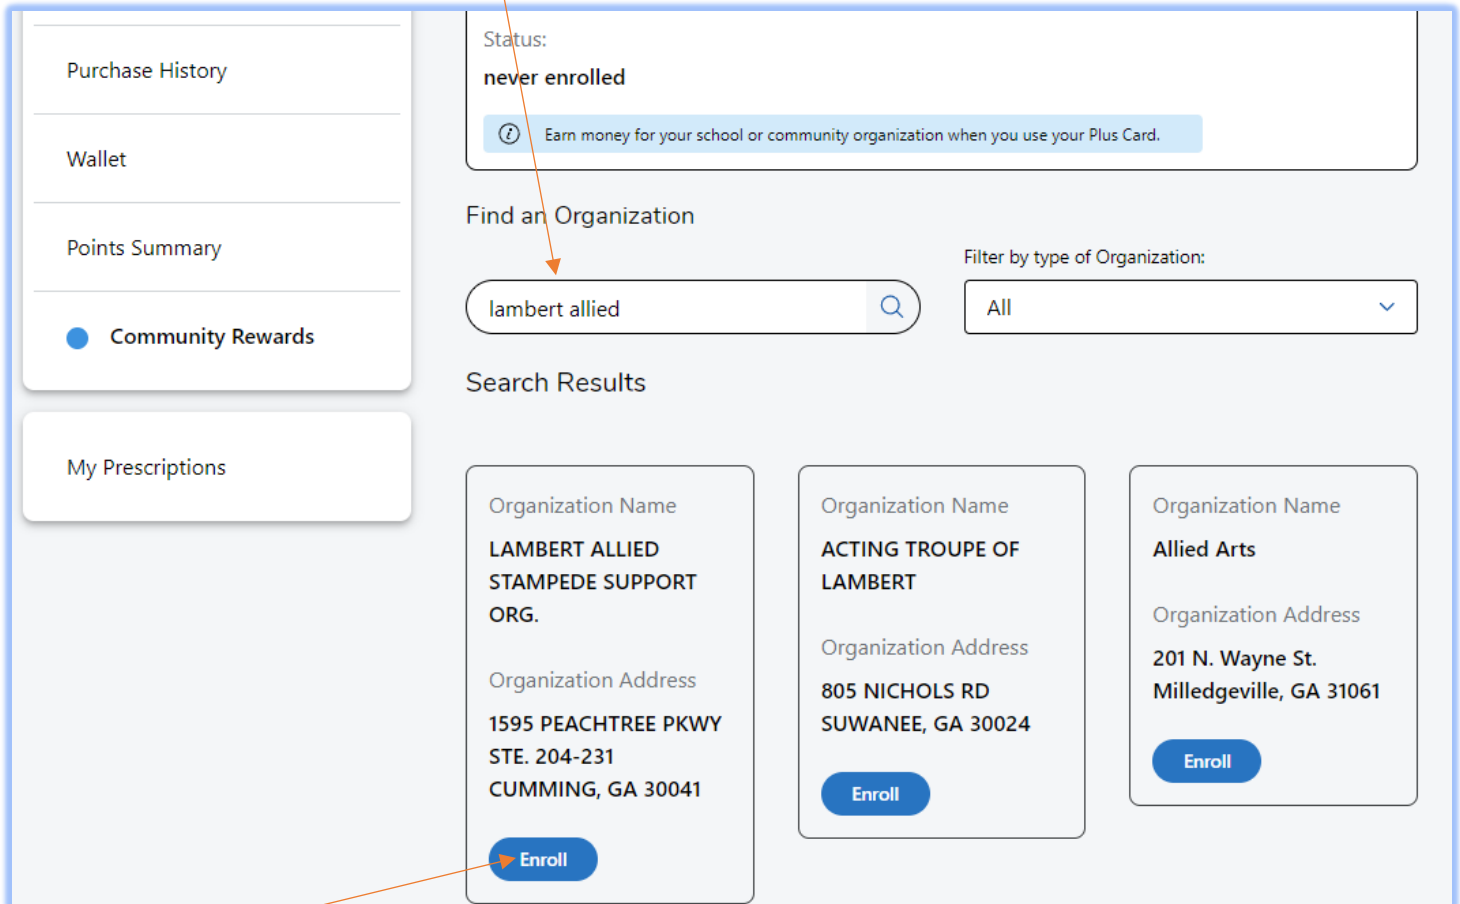 Purchase History
Wallet
Points Summary
Community Rewards
My Prescriptions
Status:
never enrolled
Earn money for your school or community organization when you use your Plus Card.
Find an Organization
Filter by type of Organization:
lambert allied
All
Search Results
Organization Name
LAMBERT ALLIED
STAMPEDE SUPPORT
ORG.
Organization Address
1595 PEACHTREE PKWY
STE. 204-231
CUMMING, GA 30041
Enroll
Organization Name
ACTING TROUPE OF
LAMBERT
Organization Address
805 NICHOLS RD
SUWANEE, GA 30024
Enroll
Organization Name
Allied Arts
Organization Address
201 N. Wayne St.
Milledgeville, GA 31061
Enroll